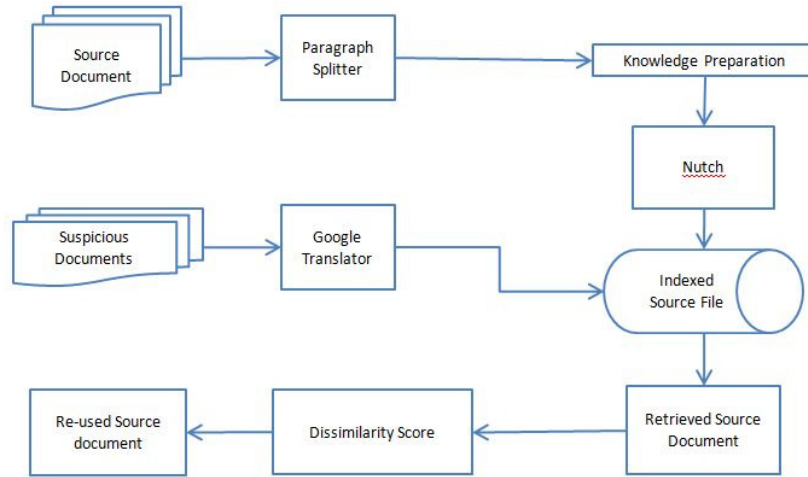 Source
Document
Paragraph
Splitter
Knowledge Preparation
Nutch
Suspicious
Documents
Google
Translator
Indexed
Source File
Re-used Source
document
Dissimilarity Score
Retrieved Source
Document